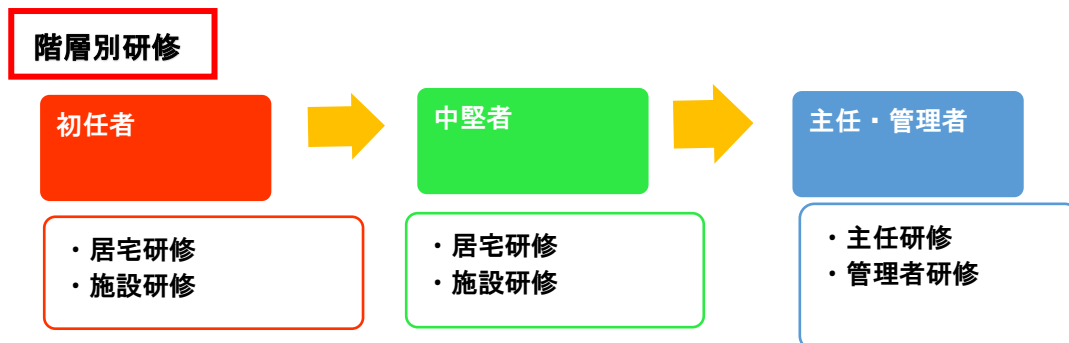 階層別研修
初任者
中堅者
主任・管理者
・居宅研修
・施設研修
・居宅研修
・施設研修
・主任研修
・管理者研修